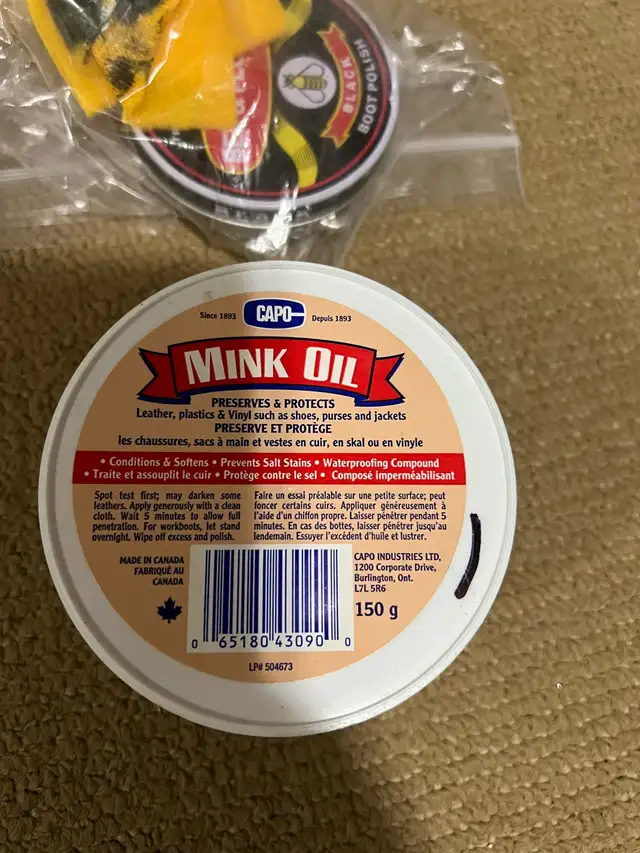 BLACK
BOOT POLISH
Since 1893 CAPO Depuis 1893
MINK OIL
PRESERVES & PROTECTS
Leather, plastics & Vinyl such as shoes, purses and jackets
PRESERVE ET PROTÈGE
les chaussures, sacs à main et vestes en cuir, en skal ou en vinyle
• Conditions & Softens • Prevents Salt Stains • Waterproofing Compound
• Traite et assouplit le cuir • Protège contre le sel • Composé imperméabilisant
Spot test first; may darken some
leathers. Apply generously with a clean
cloth. Wait 5 minutes to allow full
penetration. For workboots, let stand
overnight. Wipe off excess and polish.
Faire un essai préalable sur une petite surface; peut
foncer certains cuirs. Appliquer généreusement à
l'aide d'un chiffon propre. Laisser pénétrer pendant 5
minutes. En cas des bottes, laisser pénétrer jusqu'au
lendemain. Essuyer l'excédent d'huile et lustrer.
MADE IN CANADA
FABRIQUÉ AU
CANADA
CAPO INDUSTRIES LTD,
1200 Corporate Drive,
Burlington, Ont.
L7L 5R6
150 g
0 65180 43090 0
LP# 504673